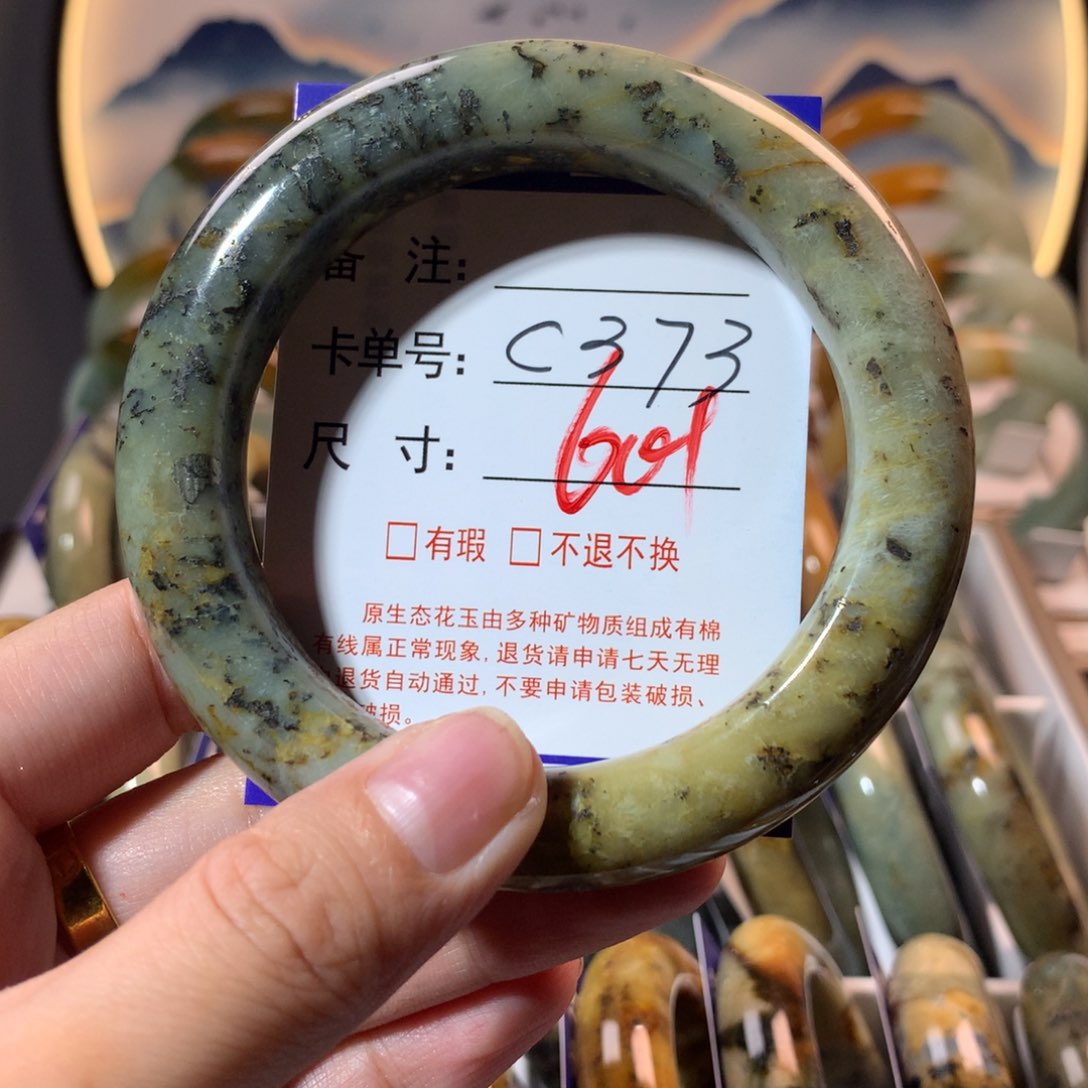 备 注：
卡单号：C373
尺 寸：601
□有瑕 □不退不换
原生态花玉由多种矿物质组成有棉
有线属正常现象,退货请申请七天无理
退货自动通过,不要申请包装破损、
破损。